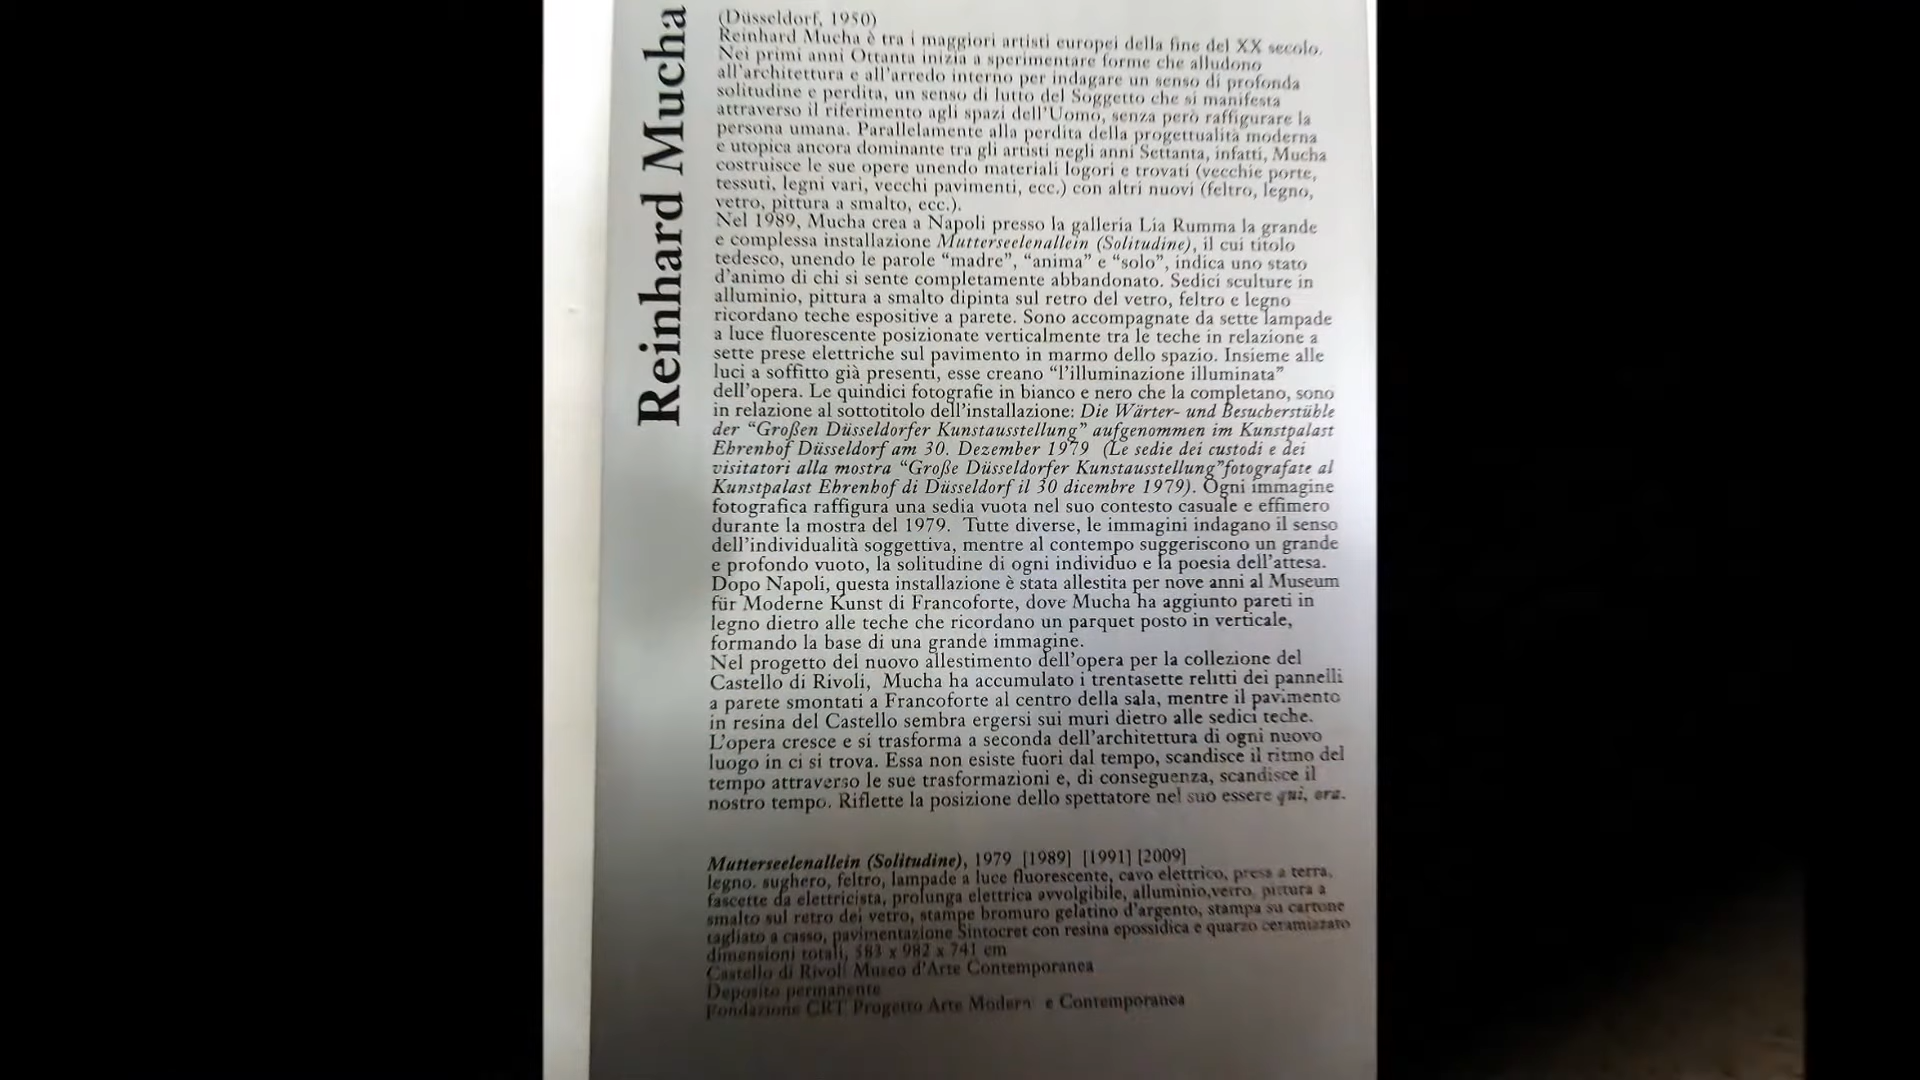 Reinhard Mucha
(Düsseldorf, 1950)
Reinhard Mucha è tra i maggiori artisti europei della fine del XX secolo.
Nei primi anni Ottanta inizia a sperimentare forme che alludono
all'architettura e all'arredo interno per indagare un senso di profonda
solitudine e perdita, un senso di lutto del Soggetto che si manifesta
attraverso il riferimento agli spazi dell'Uomo, senza però raffigurare la
persona umana. Parallelamente alla perdita della progettualità moderna
e utopica ancora dominante tra gli artisti negli anni Settanta, infatti, Mucha
costruisce le sue opere unendo materiali logori e trovati (vecchie porte,
tessuti, legni vari, vecchi pavimenti, ecc.) con altri nuovi (feltro, legno,
vetro, pittura a smalto, ecc.).
Nel 1989, Mucha crea a Napoli presso la galleria Lia Rumma la grande
e complessa installazione Mutterseelenallein (Solitudine), il cui titolo
tedesco, unendo le parole “madre”, “anima” e “solo”, indica uno stato
d'animo di chi si sente completamente abbandonato. Sedici sculture in
alluminio, pittura a smalto dipinta sul retro del vetro, feltro e legno
ricordano teche espositive a parete. Sono accompagnate da sette lampade
a luce fluorescente posizionate verticalmente tra le teche in relazione a
sette prese elettriche sul pavimento in marmo dello spazio. Insieme alle
luci a soffitto già presenti, esse creano “l'illuminazione illuminata”
dell'opera. Le quindici fotografie in bianco e nero che la completano, sono
in relazione al sottotitolo dell'installazione: Die Wärter- und Besucherstühle
der “Großen Düsseldorfer Kunstausstellung” aufgenommen im Kunstpalast
Ehrenhof Düsseldorf am 30. Dezember 1979 (Le sedie dei custodi e dei
visitatori alla mostra “Große Düsseldorfer Kunstausstellung”fotografate al
Kunstpalast Ehrenhof di Düsseldorf il 30 dicembre 1979). Ogni immagine
fotografica raffigura una sedia vuota nel suo contesto casuale e effimero
durante la mostra del 1979. Tutte diverse, le immagini indagano il senso
dell'individualità soggettiva, mentre al contempo suggeriscono un grande
e profondo vuoto, la solitudine di ogni individuo e la poesia dell'attesa.
Dopo Napoli, questa installazione è stata allestita per nove anni al Museum
für Moderne Kunst di Francoforte, dove Mucha ha aggiunto pareti in
legno dietro alle teche che ricordano un parquet posto in verticale,
formando la base di una grande immagine.
Nel progetto del nuovo allestimento dell'opera per la collezione del
Castello di Rivoli, Mucha ha accumulato i trentasette relitti dei pannelli
a parete smontati a Francoforte al centro della sala, mentre il pavimento
in resina del Castello sembra ergersi sui muri dietro alle sedici teche.
L'opera cresce e si trasforma a seconda dell'architettura di ogni nuovo
luogo in ci si trova. Essa non esiste fuori dal tempo, scandisce il ritmo del
tempo attraverso le sue trasformazioni e, di conseguenza, scandisce il
nostro tempo. Riflette la posizione dello spettatore nel suo essere qui, ora.
Mutterseelenallein (Solitudine), 1979 [1989] [1991] [2009]
legno, sughero, feltro, lampade a luce fluorescente, cavo elettrico, presa a terra,
fascette da elettricista, prolunga elettrica avvolgibile, alluminio,vetro, pittura a
smalto sul retro dei vetro, stampe bromuro gelatino d'argento, stampa su cartone
tagliato a casso, pavimentazione Sintocret con resina epossidica e quarzo ceramizzato
dimensioni totali, 383 x 982 x 741 cm
Castello di Rivoli Museo d'Arte Contemporanea
Deposito permanente
Fondazione CRT Progetto Arte Moderna e Contemporanea